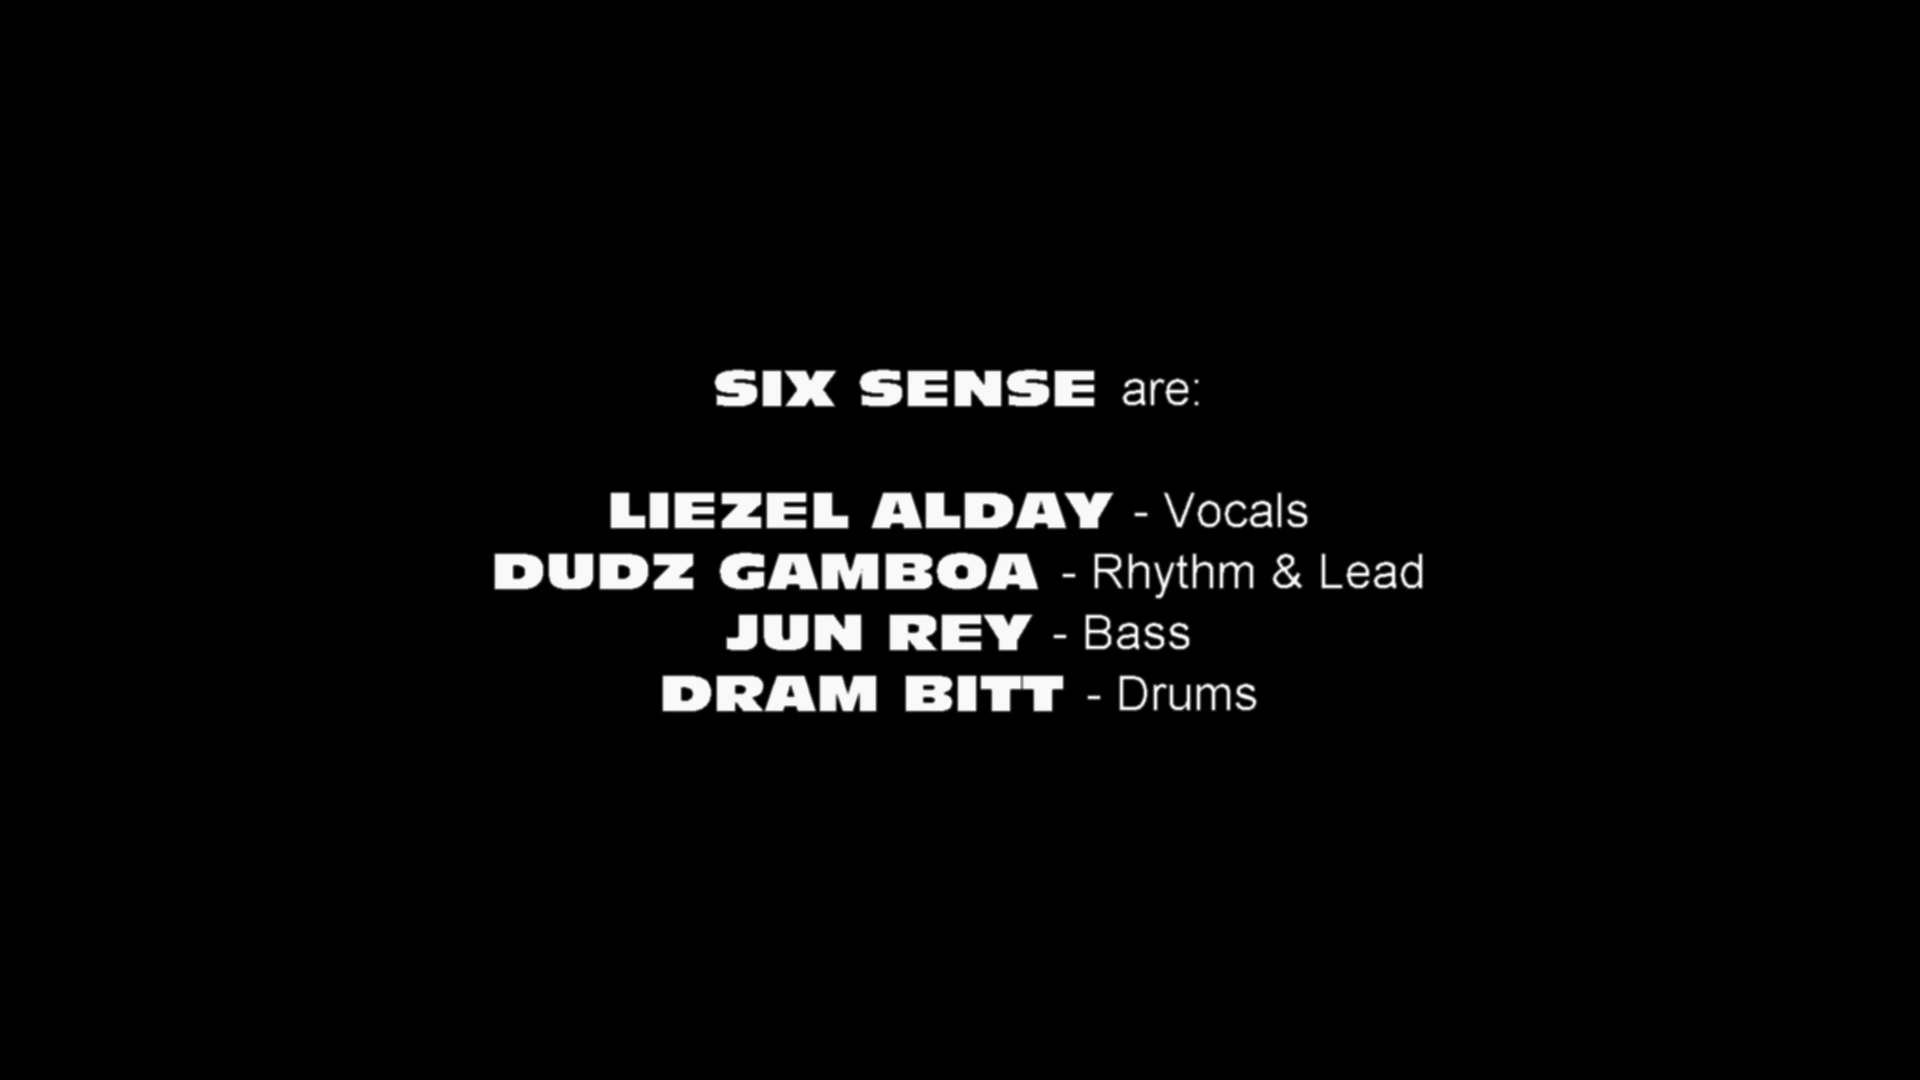 SIX SENSE are:
LIEZEL ALDAY - Vocals
DUDZ GAMBOA - Rhythm & Lead
JUN REY - Bass
DRAM BITT - Drums